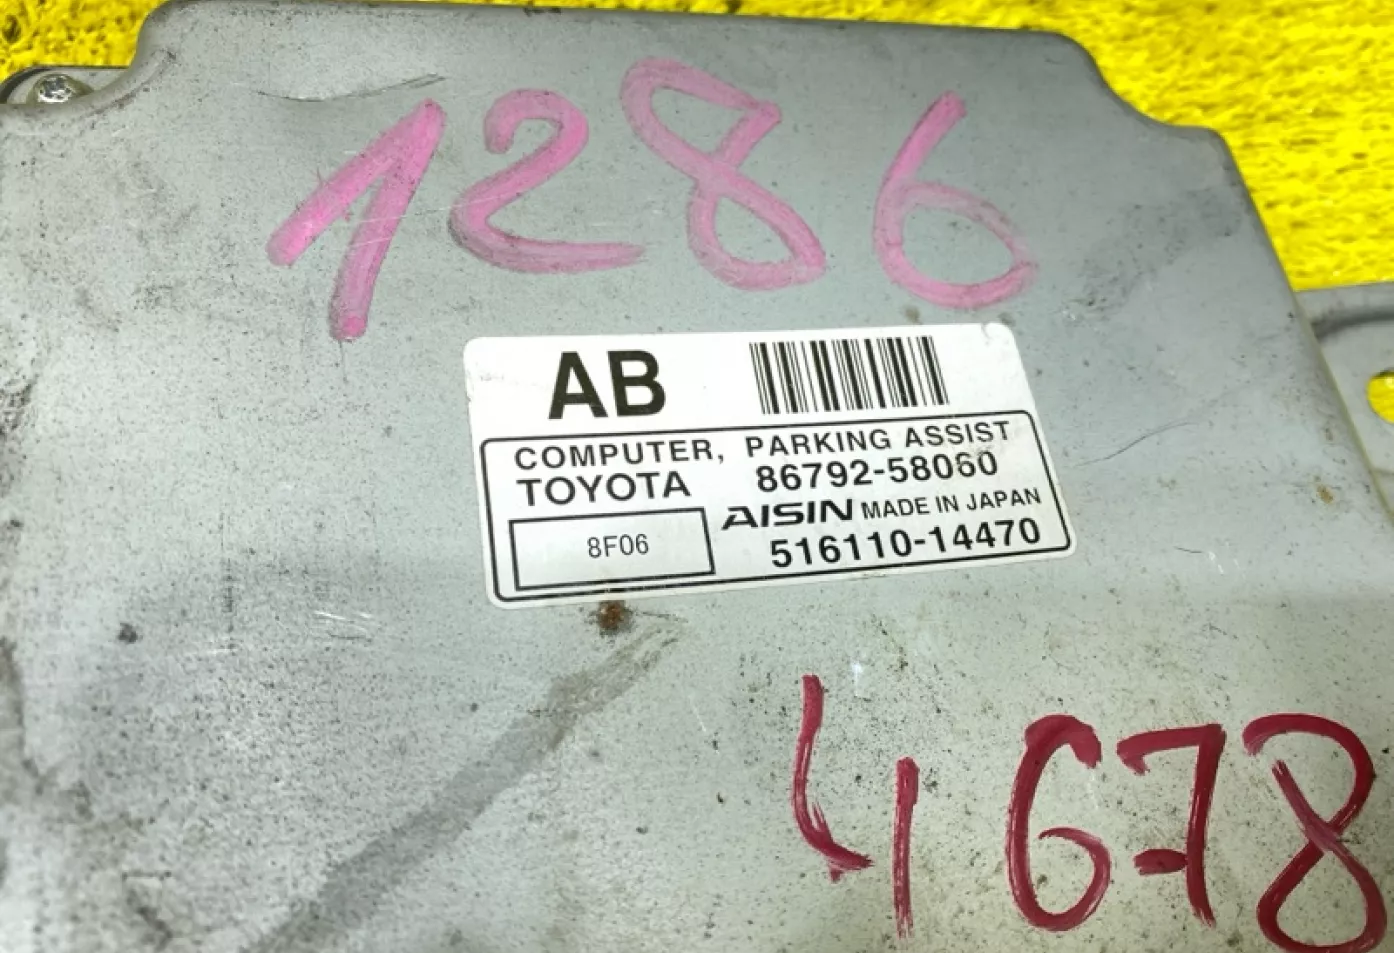 1286
AB
COMPUTER, PARKING ASSIST
TOYOTA 86792-58060
AISIN MADE IN JAPAN
8F06
516110-14470
4678